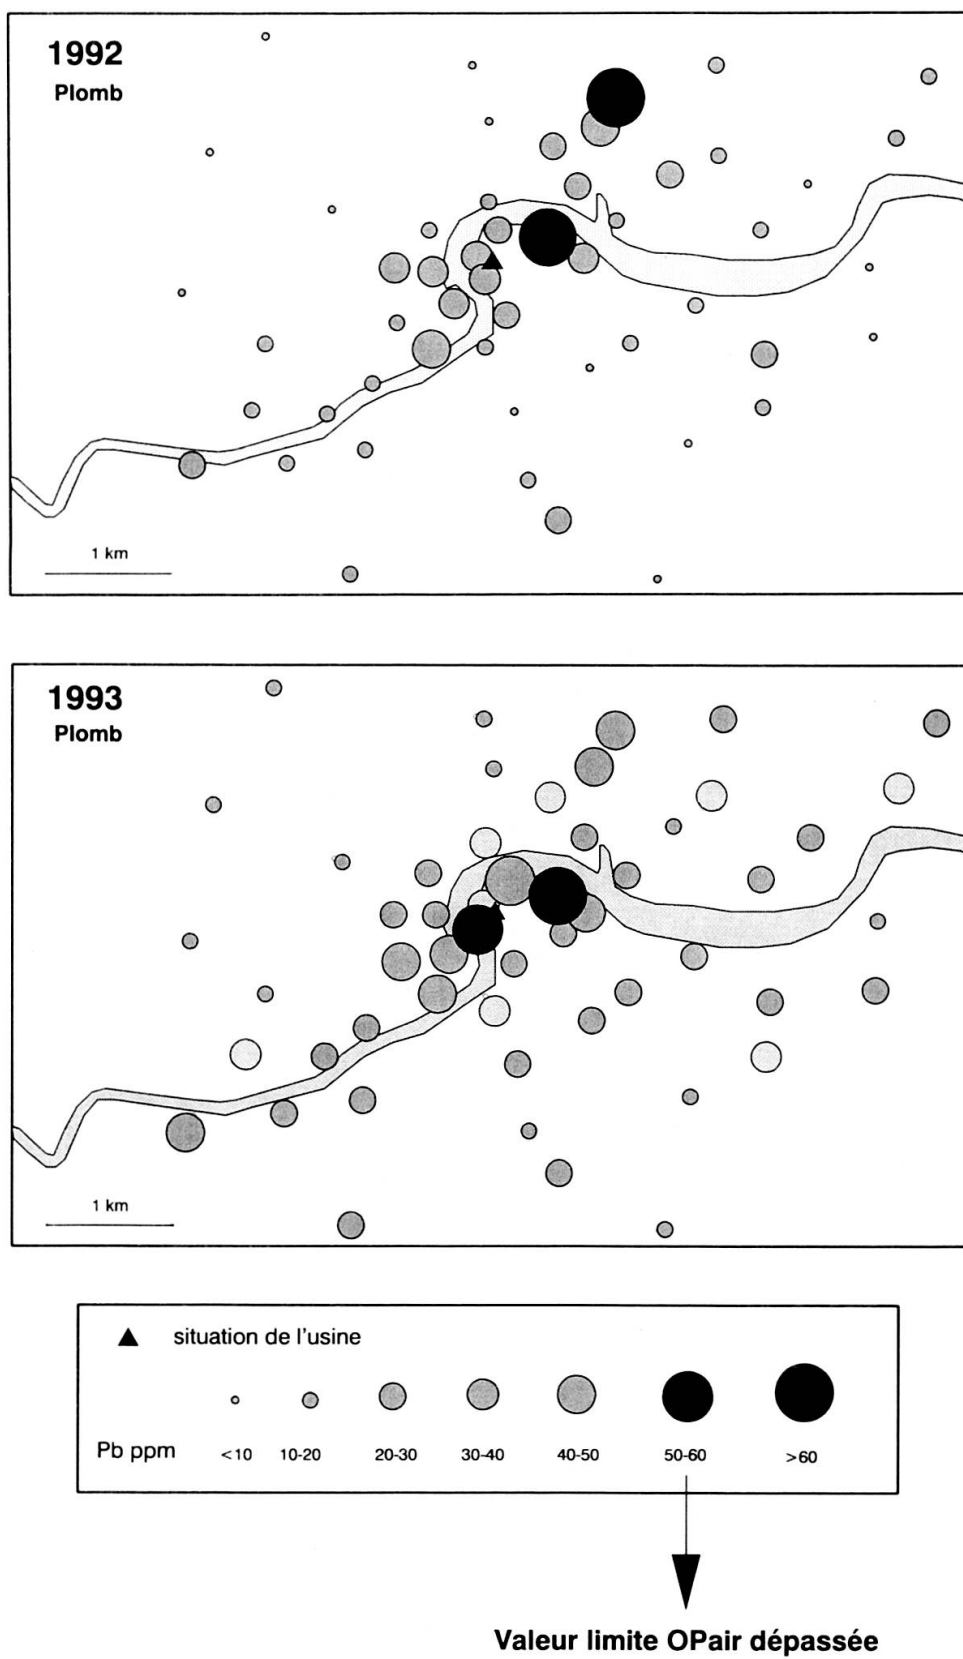 1992
Plomb
1 km
1993
Plomb
1 km
situation de l'usine
Pb ppm <10 10-20 20-30 30-40 40-50 50-60 >60
Valeur limite OPair dépassée